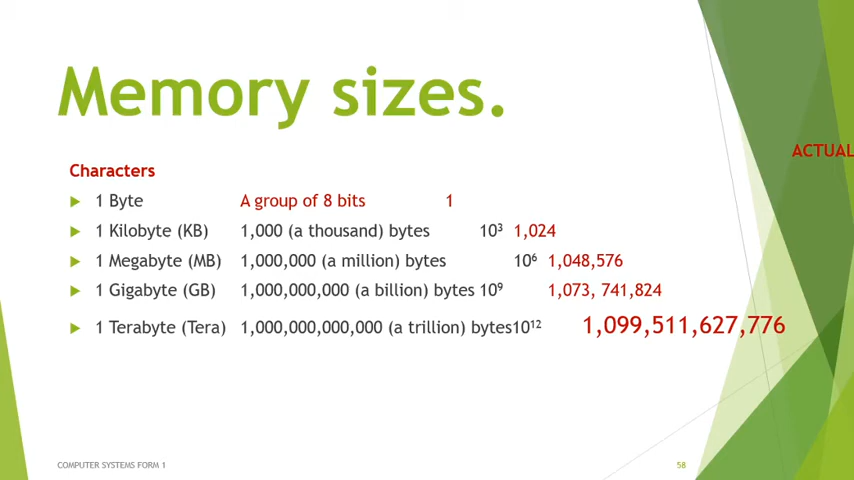 Memory sizes.
ACTUAL
Characters
1 Byte A group of 8 bits 1
1 Kilobyte (KB) 1,000 (a thousand) bytes 10³ 1,024
1 Megabyte (MB) 1,000,000 (a million) bytes 10⁶ 1,048,576
1 Gigabyte (GB) 1,000,000,000 (a billion) bytes 10⁹ 1,073, 741,824
1 Terabyte (Tera) 1,000,000,000,000 (a trillion) bytes10¹² 1,099,511,627,776
COMPUTER SYSTEMS FORM 1 58